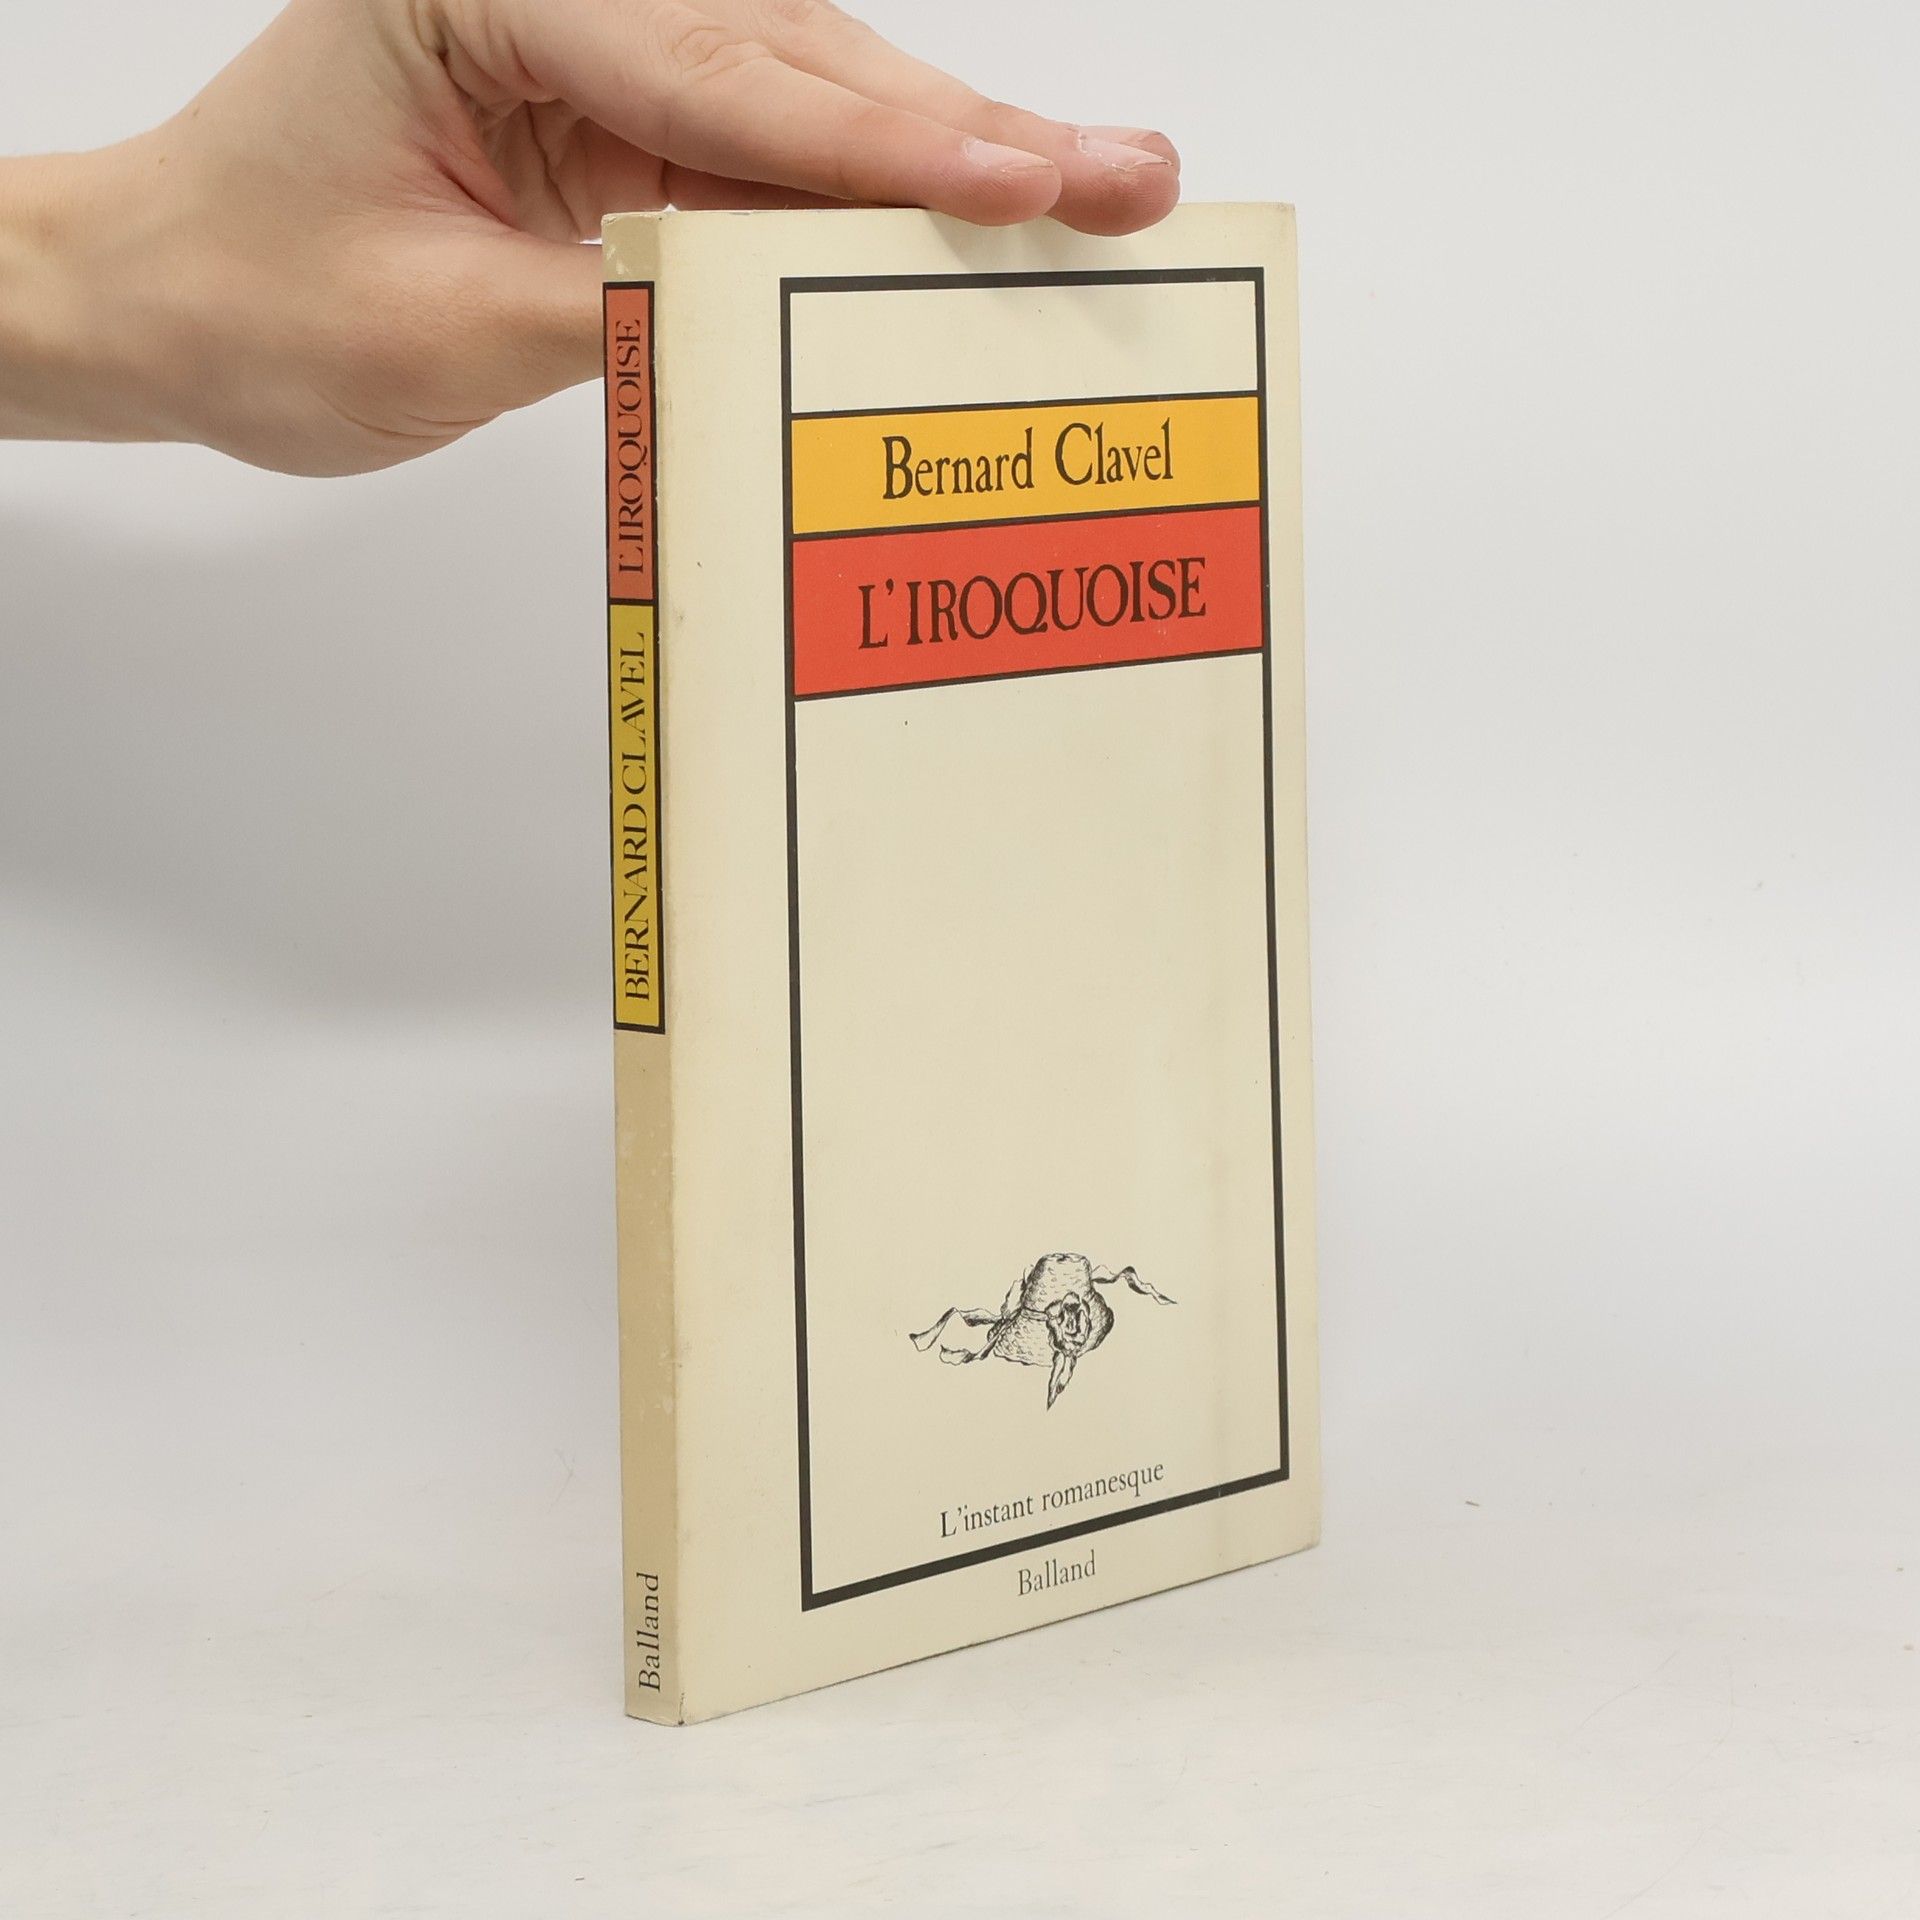 L'IROQUOISE
BERNARD CLAVEL
Balland
Bernard Clavel
L'IROQUOISE
L'instant romanesque
Balland